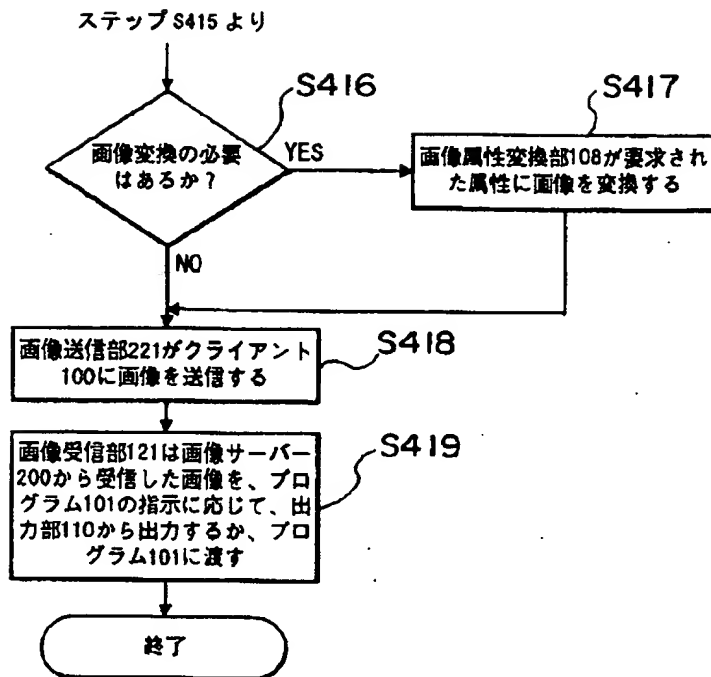 ステップS415より
S416
画像変換の必要
はあるか？
YES
S417
画像属性変換部108が要求され
た属性に画像を変換する
NO
画像送信部221がクライアント
100に画像を送信する
S418
画像受信部121は画像サーバー
200から受信した画像を、プロ
グラム101の指示に応じて、出
力部110から出力するか、プロ
グラム101に渡す
S419
終了